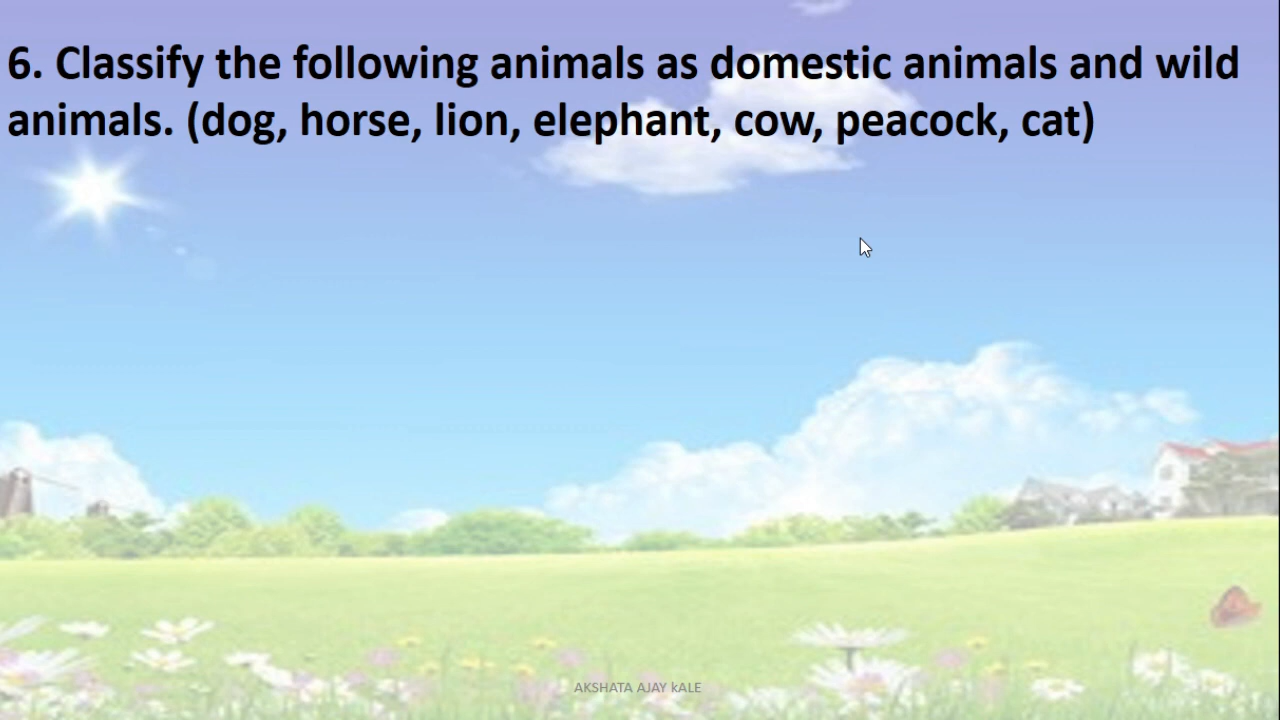 6. Classify the following animals as domestic animals and wild
animals. (dog, horse, lion, elephant, cow, peacock, cat)
AKSHATA AJAY kALE